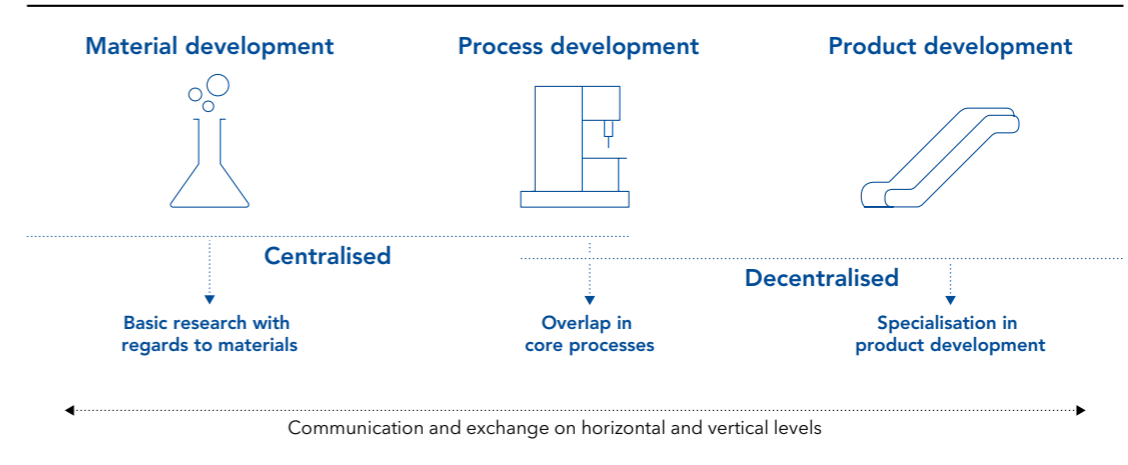 Material development
Process development
Product development
Centralised
Decentralised
Basic research with
regards to materials
Overlap in
core processes
Specialisation in
product development
Communication and exchange on horizontal and vertical levels